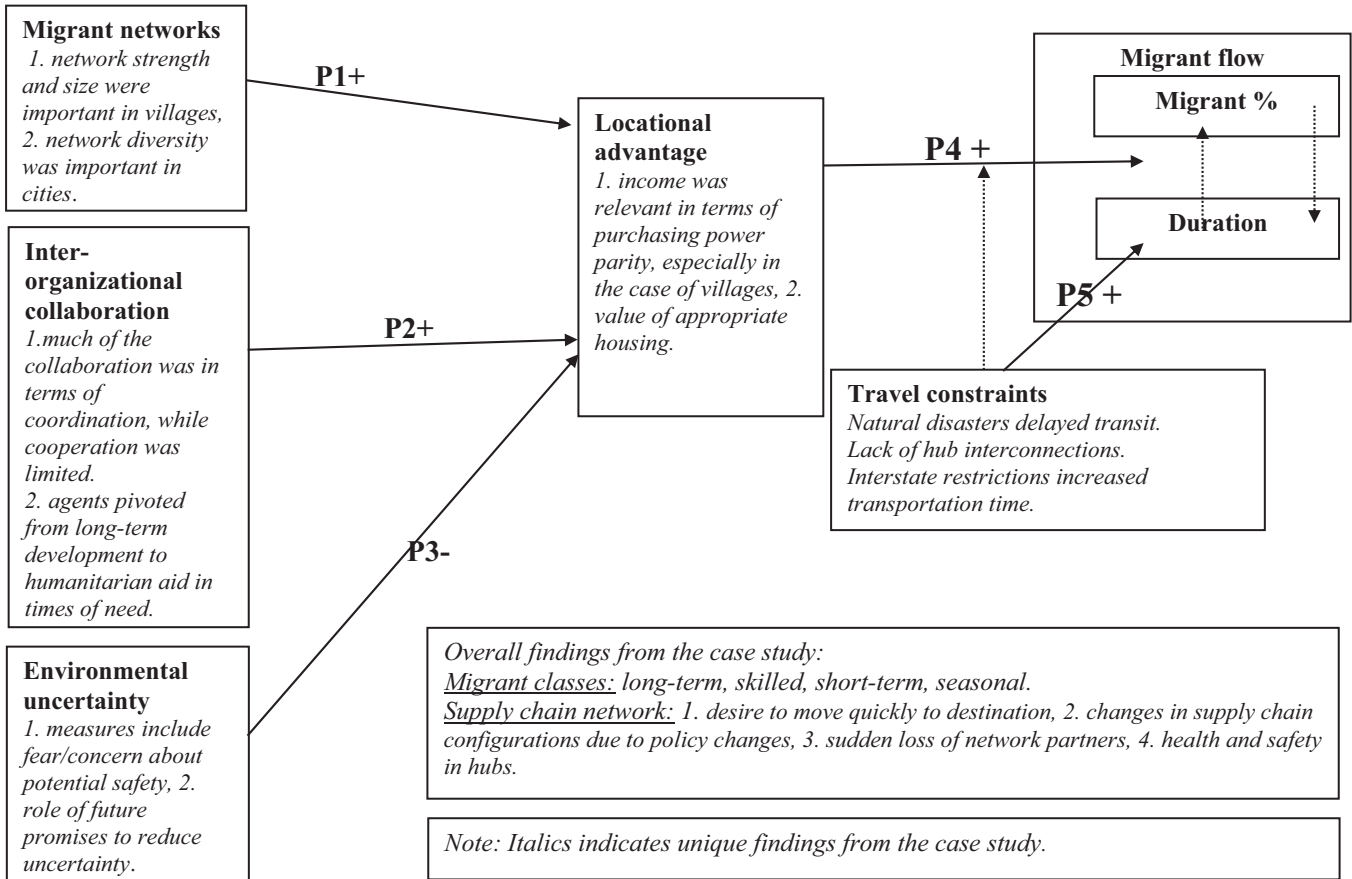 Migrant networks
1. network strength
and size were
important in villages,
2. network diversity
was important in
cities.
P1+
Inter-
organizational
collaboration
1.much of the
collaboration was in
terms of
coordination, while
cooperation was
limited.
2. agents pivoted
from long-term
development to
humanitarian aid in
times of need.
P2+
Environmental
uncertainty
1. measures include
fear/concern about
potential safety, 2.
role of future
promises to reduce
uncertainty.
P3-
Locational
advantage
1. income was
relevant in terms of
purchasing power
parity, especially in
the case of villages, 2.
value of appropriate
housing.
P4 +
Migrant flow
Migrant %
Duration
P5 +
Travel constraints
Natural disasters delayed transit.
Lack of hub interconnections.
Interstate restrictions increased
transportation time.
Overall findings from the case study:
Migrant classes: long-term, skilled, short-term, seasonal.
Supply chain network: 1. desire to move quickly to destination, 2. changes in supply chain
configurations due to policy changes, 3. sudden loss of network partners, 4. health and safety
in hubs.
Note: Italics indicates unique findings from the case study.